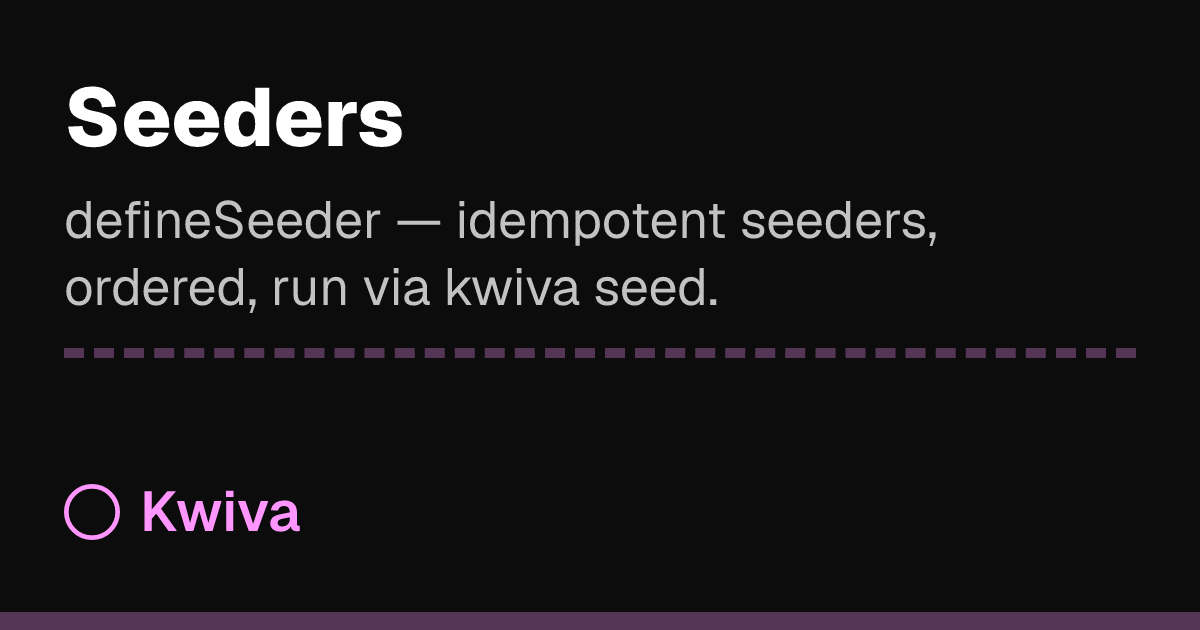 Seeders
defineSeeder — idempotent seeders,
ordered, run via kwiva seed.
Kwiva